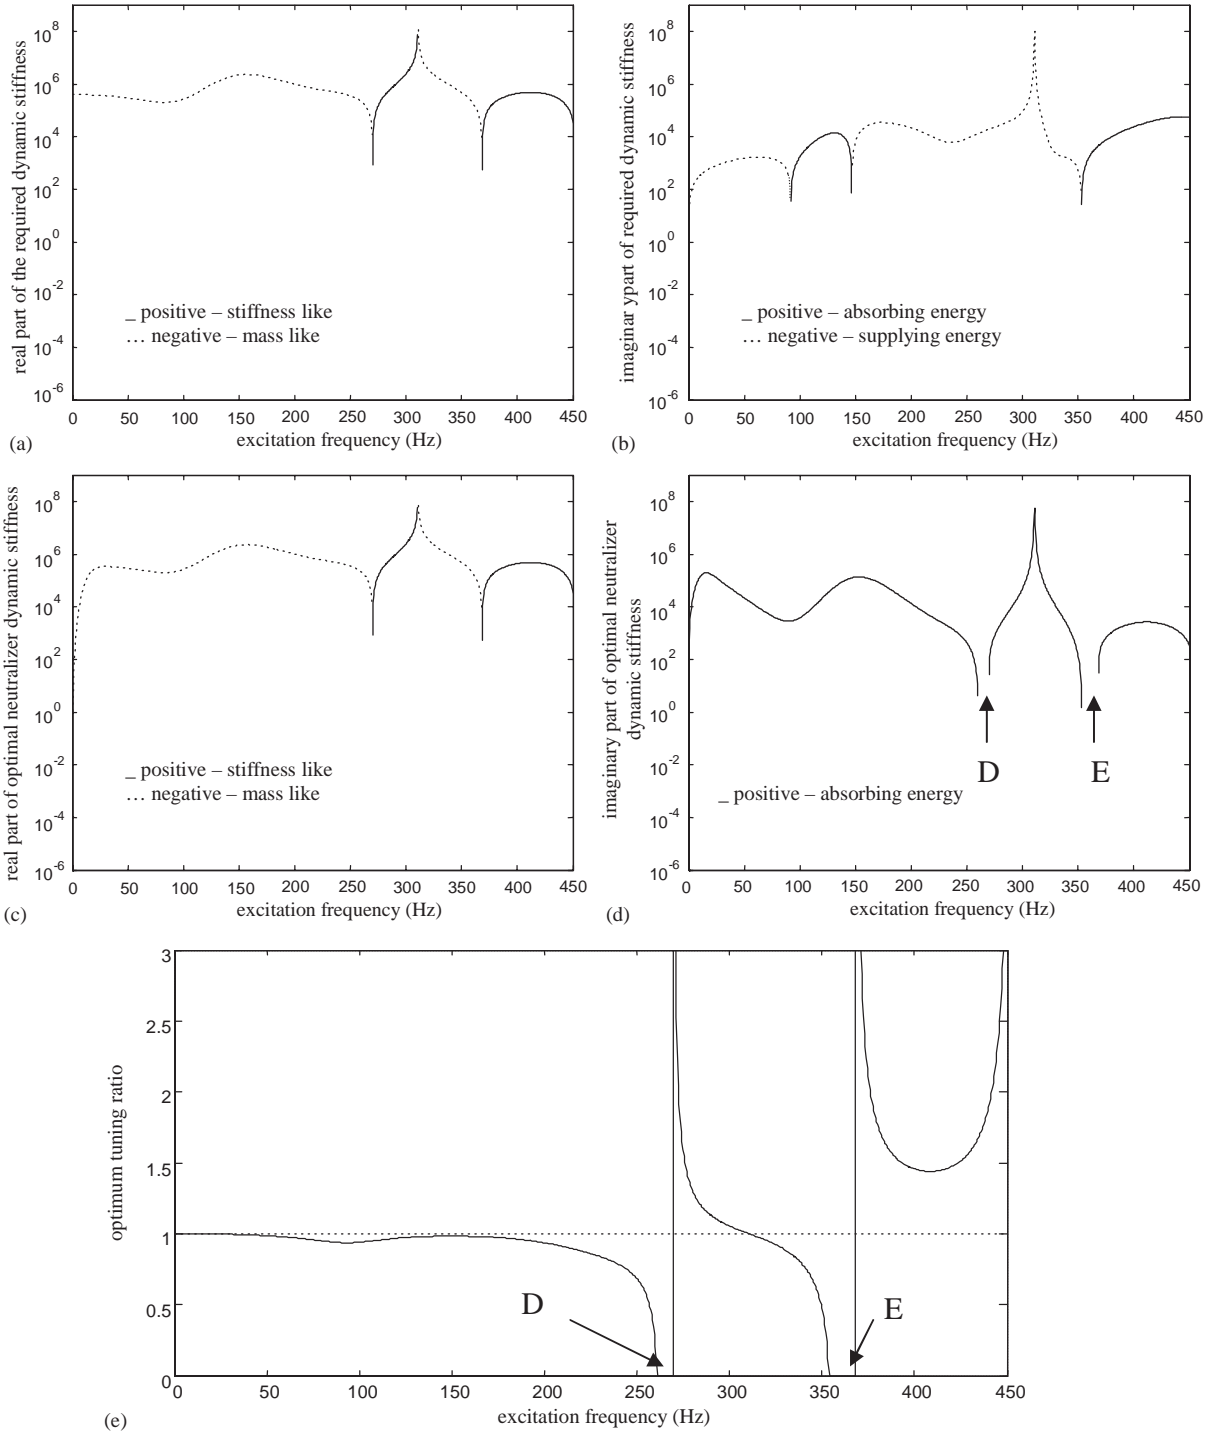 real part of the required dynamic stiffness
10^8
10^6
10^4
10^2
10^0
10^-2
10^-4
10^-6
_ positive – stiffness like
... negative – mass like
0 50 100 150 200 250 300 350 400 450
excitation frequency (Hz)
(a)
imaginar ypart of required dynamic stiffness
10^8
10^6
10^4
10^2
10^0
10^-2
10^-4
10^-6
_ positive – absorbing energy
... negative – supplying energy
0 50 100 150 200 250 300 350 400 450
excitation frequency (Hz)
(b)
real part of optimal neutralizer dynamic stiffness
10^8
10^6
10^4
10^2
10^0
10^-2
10^-4
10^-6
_ positive – stiffness like
... negative – mass like
0 50 100 150 200 250 300 350 400 450
excitation frequency (Hz)
(c)
imaginary part of optimal neutralizer
dynamic stiffness
10^8
10^6
10^4
10^2
10^0
10^-2
10^-4
10^-6
D
E
_ positive – absorbing energy
0 50 100 150 200 250 300 350 400 450
excitation frequency (Hz)
(d)
optimum tuning ratio
3
2.5
2
1.5
1
0.5
0
D
E
0 50 100 150 200 250 300 350 400 450
excitation frequency (Hz)
(e)